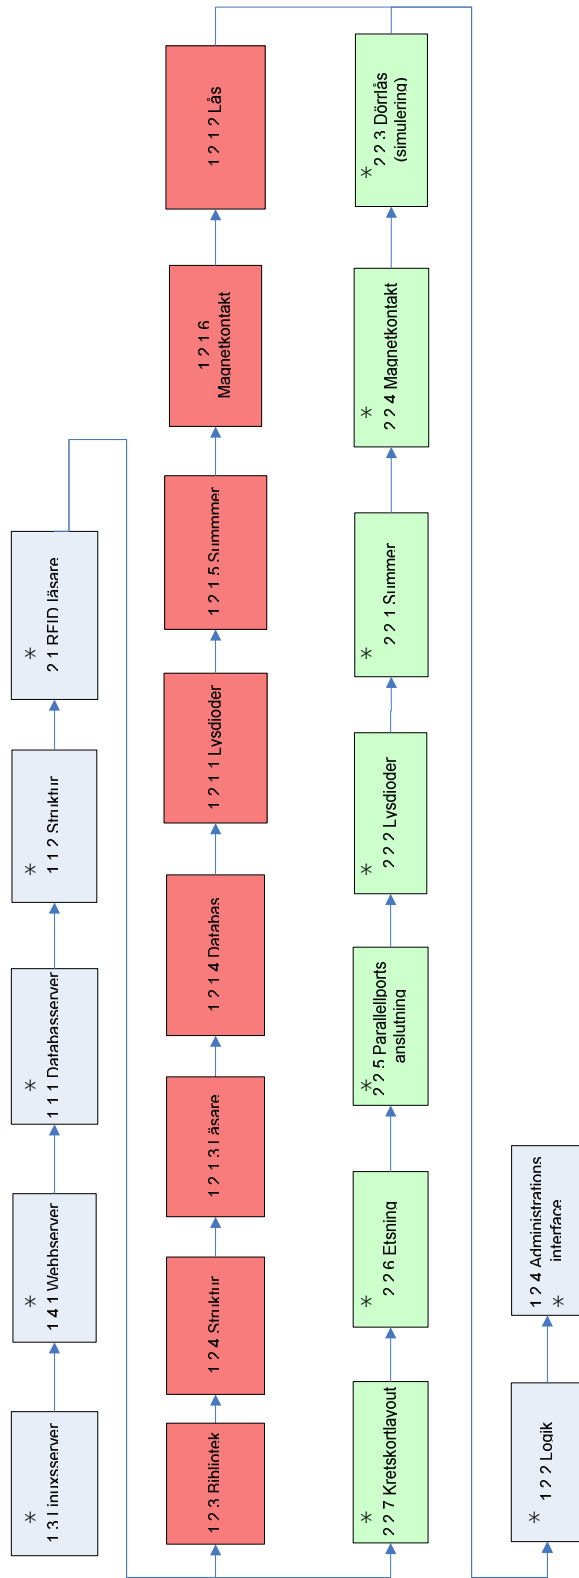 *
1.3 Linuxsserver
*
1.4.1 Webbserver
*
1.1.1 Databasserver
*
1.1.2 Struktur
*
2.1 RFID läsare
1.2.3 Bibliotek
1.2.4 Struktur
1.2.1.3 Läsare
1.2.1.4 Databas
1.2.1.1 Lysdioder
1.2.1.5 Summmer
1.2.1.6
Magnetkontakt
1.2.1.2 Lås
*
2.2.7 Kretskortlayout
*
2.2.6 Etsning
*
2.2.5 Parallellports
anslutning
*
2.2.2 Lysdioder
*
2.2.1 Summer
*
2.2.4 Magnetkontakt
*
2.2.3 Dörrlås
(simulering)
* 1.2.2 Logik
1.2.4 Administrations
* interface